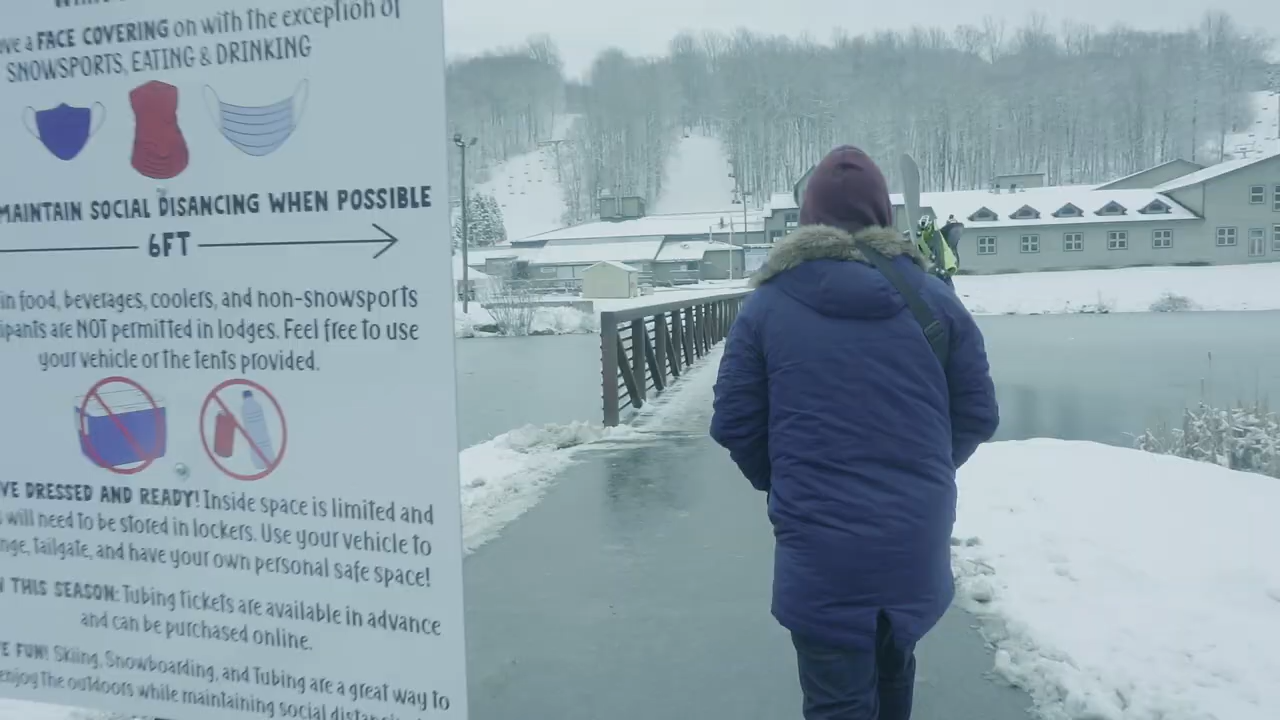 ve a FACE COVERING on with the exception of
SNOWSPORTS, EATING & DRINKING
MAINTAIN SOCIAL DISANCING WHEN POSSIBLE
6FT
in food, beverages, coolers, and non-snowsports
ipants are NOT permitted in lodges. Feel free to use
your vehicle or the tents provided.
VE DRESSED AND READY! Inside space is limited and
will need to be stored in lockers. Use your vehicle to
nge, tailgate, and have your own personal safe space!
THIS SEASON: Tubing tickets are available in advance
and can be purchased online.
E FUN! Skiing, Snowboarding, and Tubing are a great way to
enjoy the outdoors while maintaining social